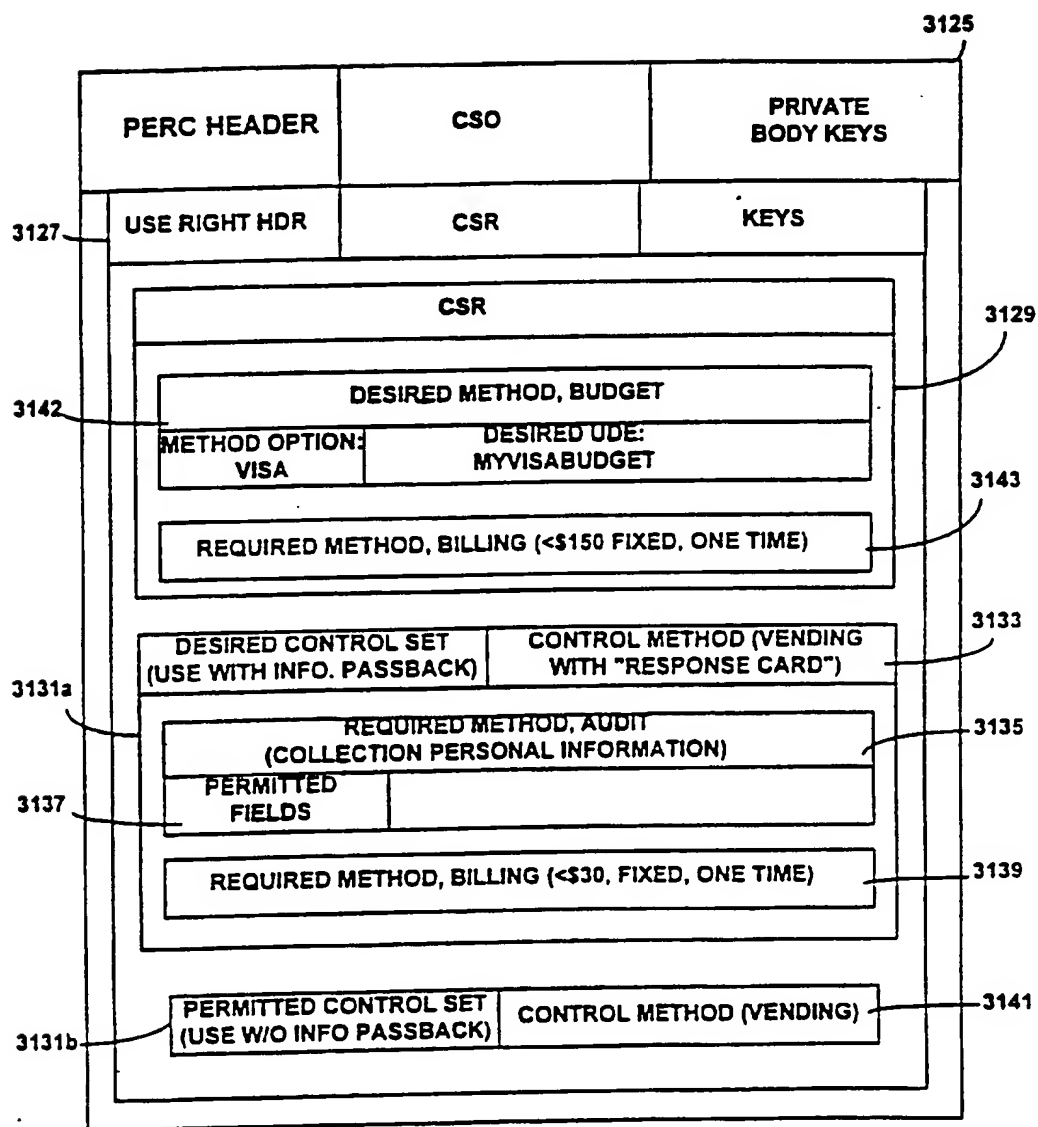 3125
PERC HEADER
CSO
PRIVATE
BODY KEYS
3127
USE RIGHT HDR
CSR
KEYS
CSR
3129
DESIRED METHOD, BUDGET
3142
METHOD OPTION:
VISA
DESIRED UDE:
MYVISABUDGET
3143
REQUIRED METHOD, BILLING (<$150 FIXED, ONE TIME)
DESIRED CONTROL SET
(USE WITH INFO. PASSBACK)
CONTROL METHOD (VENDING
WITH "RESPONSE CARD")
3133
3131a
REQUIRED METHOD, AUDIT
(COLLECTION PERSONAL INFORMATION)
3135
PERMITTED
FIELDS
3137
REQUIRED METHOD, BILLING (<$30, FIXED, ONE TIME)
3139
PERMITTED CONTROL SET
(USE W/O INFO PASSBACK)
CONTROL METHOD (VENDING)
3141
3131b